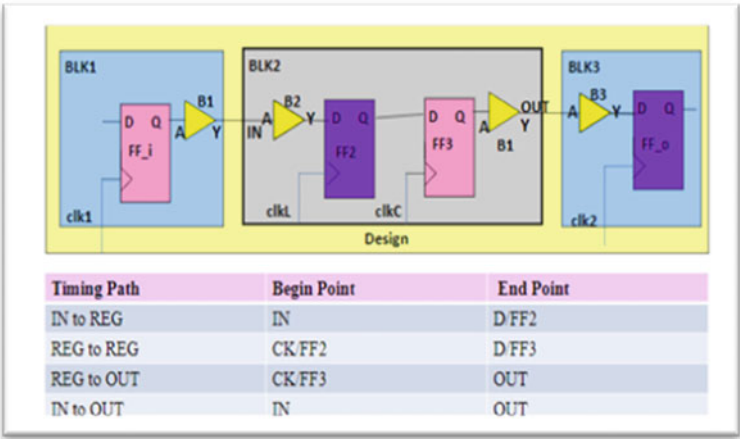 BLK1
B1
D Q
A Y
FF_i
clk1
BLK2
B2
A Y
IN
D Q
FF2
clkL
D Q
FF3
clkC
A Y
OUT
B1
BLK3
B3
A Y
D Q
FF_o
clk2
Design
Timing Path Begin Point End Point
IN to REG IN D/FF2
REG to REG CK/FF2 D/FF3
REG to OUT CK/FF3 OUT
IN to OUT IN OUT